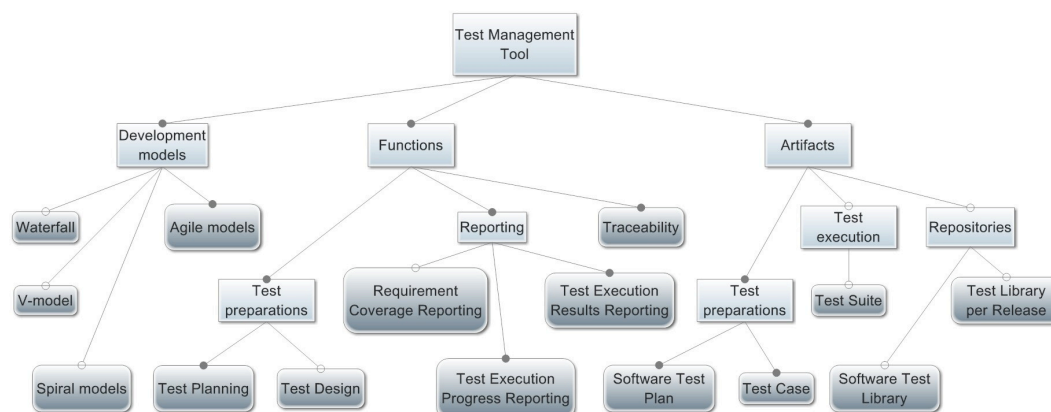 Test Management
Tool
Development
models
Functions
Artifacts
Waterfall
Agile models
Reporting
Traceability
Test
execution
Repositories
V-model
Test
preparations
Requirement
Coverage Reporting
Test Execution
Results Reporting
Test
preparations
Test Suite
Test Library
per Release
Spiral models
Test Planning
Test Design
Test Execution
Progress Reporting
Software Test
Plan
Test Case
Software Test
Library